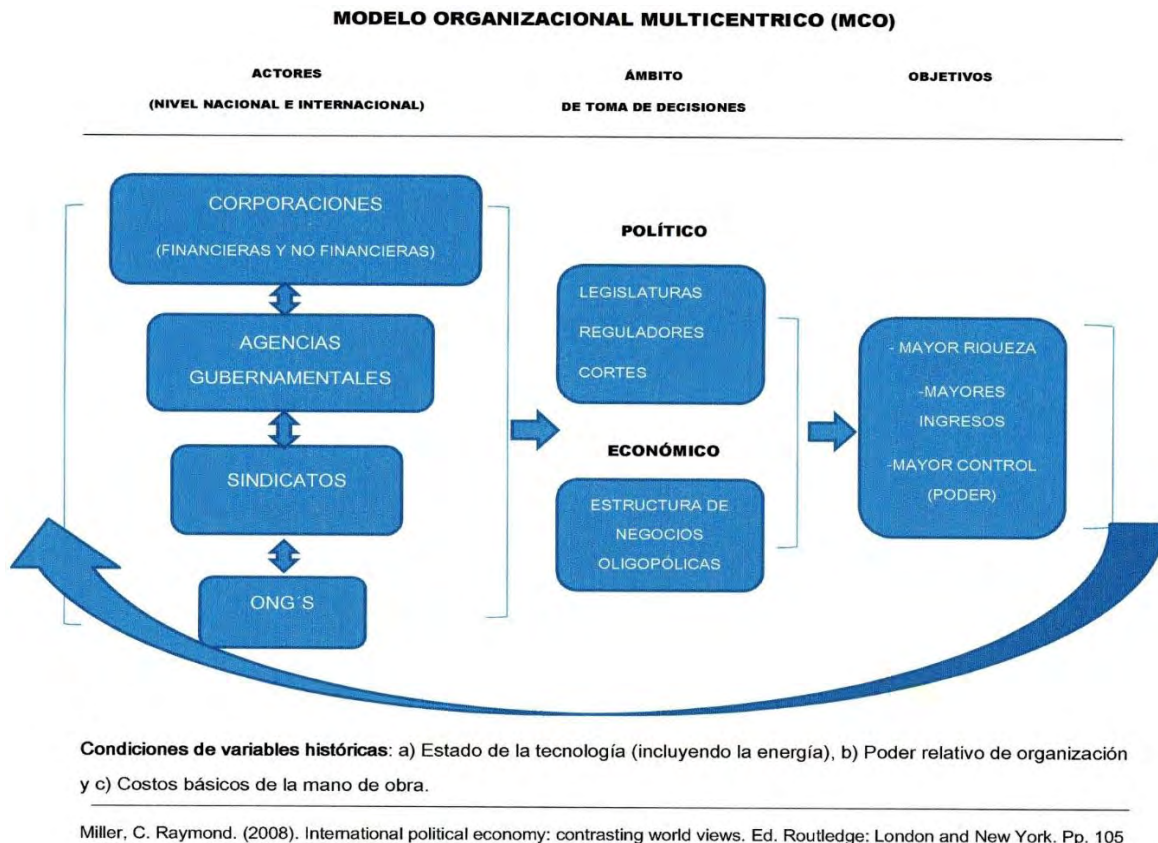 MODELO ORGANIZACIONAL MULTICENTRICO (MCO)
ACTORES
(NIVEL NACIONAL E INTERNACIONAL)
ÁMBITO
DE TOMA DE DECISIONES
OBJETIVOS
CORPORACIONES
(FINANCIERAS Y NO FINANCIERAS)
AGENCIAS
GUBERNAMENTALES
SINDICATOS
ONG´S
POLÍTICO
LEGISLATURAS
REGULADORES
CORTES
ECONÓMICO
ESTRUCTURA DE
NEGOCIOS
OLIGOPÓLICAS
- MAYOR RIQUEZA
-MAYORES
INGRESOS
-MAYOR CONTROL
(PODER)
Condiciones de variables históricas: a) Estado de la tecnología (incluyendo la energía), b) Poder relativo de organización
y c) Costos básicos de la mano de obra.
Miller, C. Raymond. (2008). International political economy: contrasting world views. Ed. Routledge: London and New York. Pp. 105